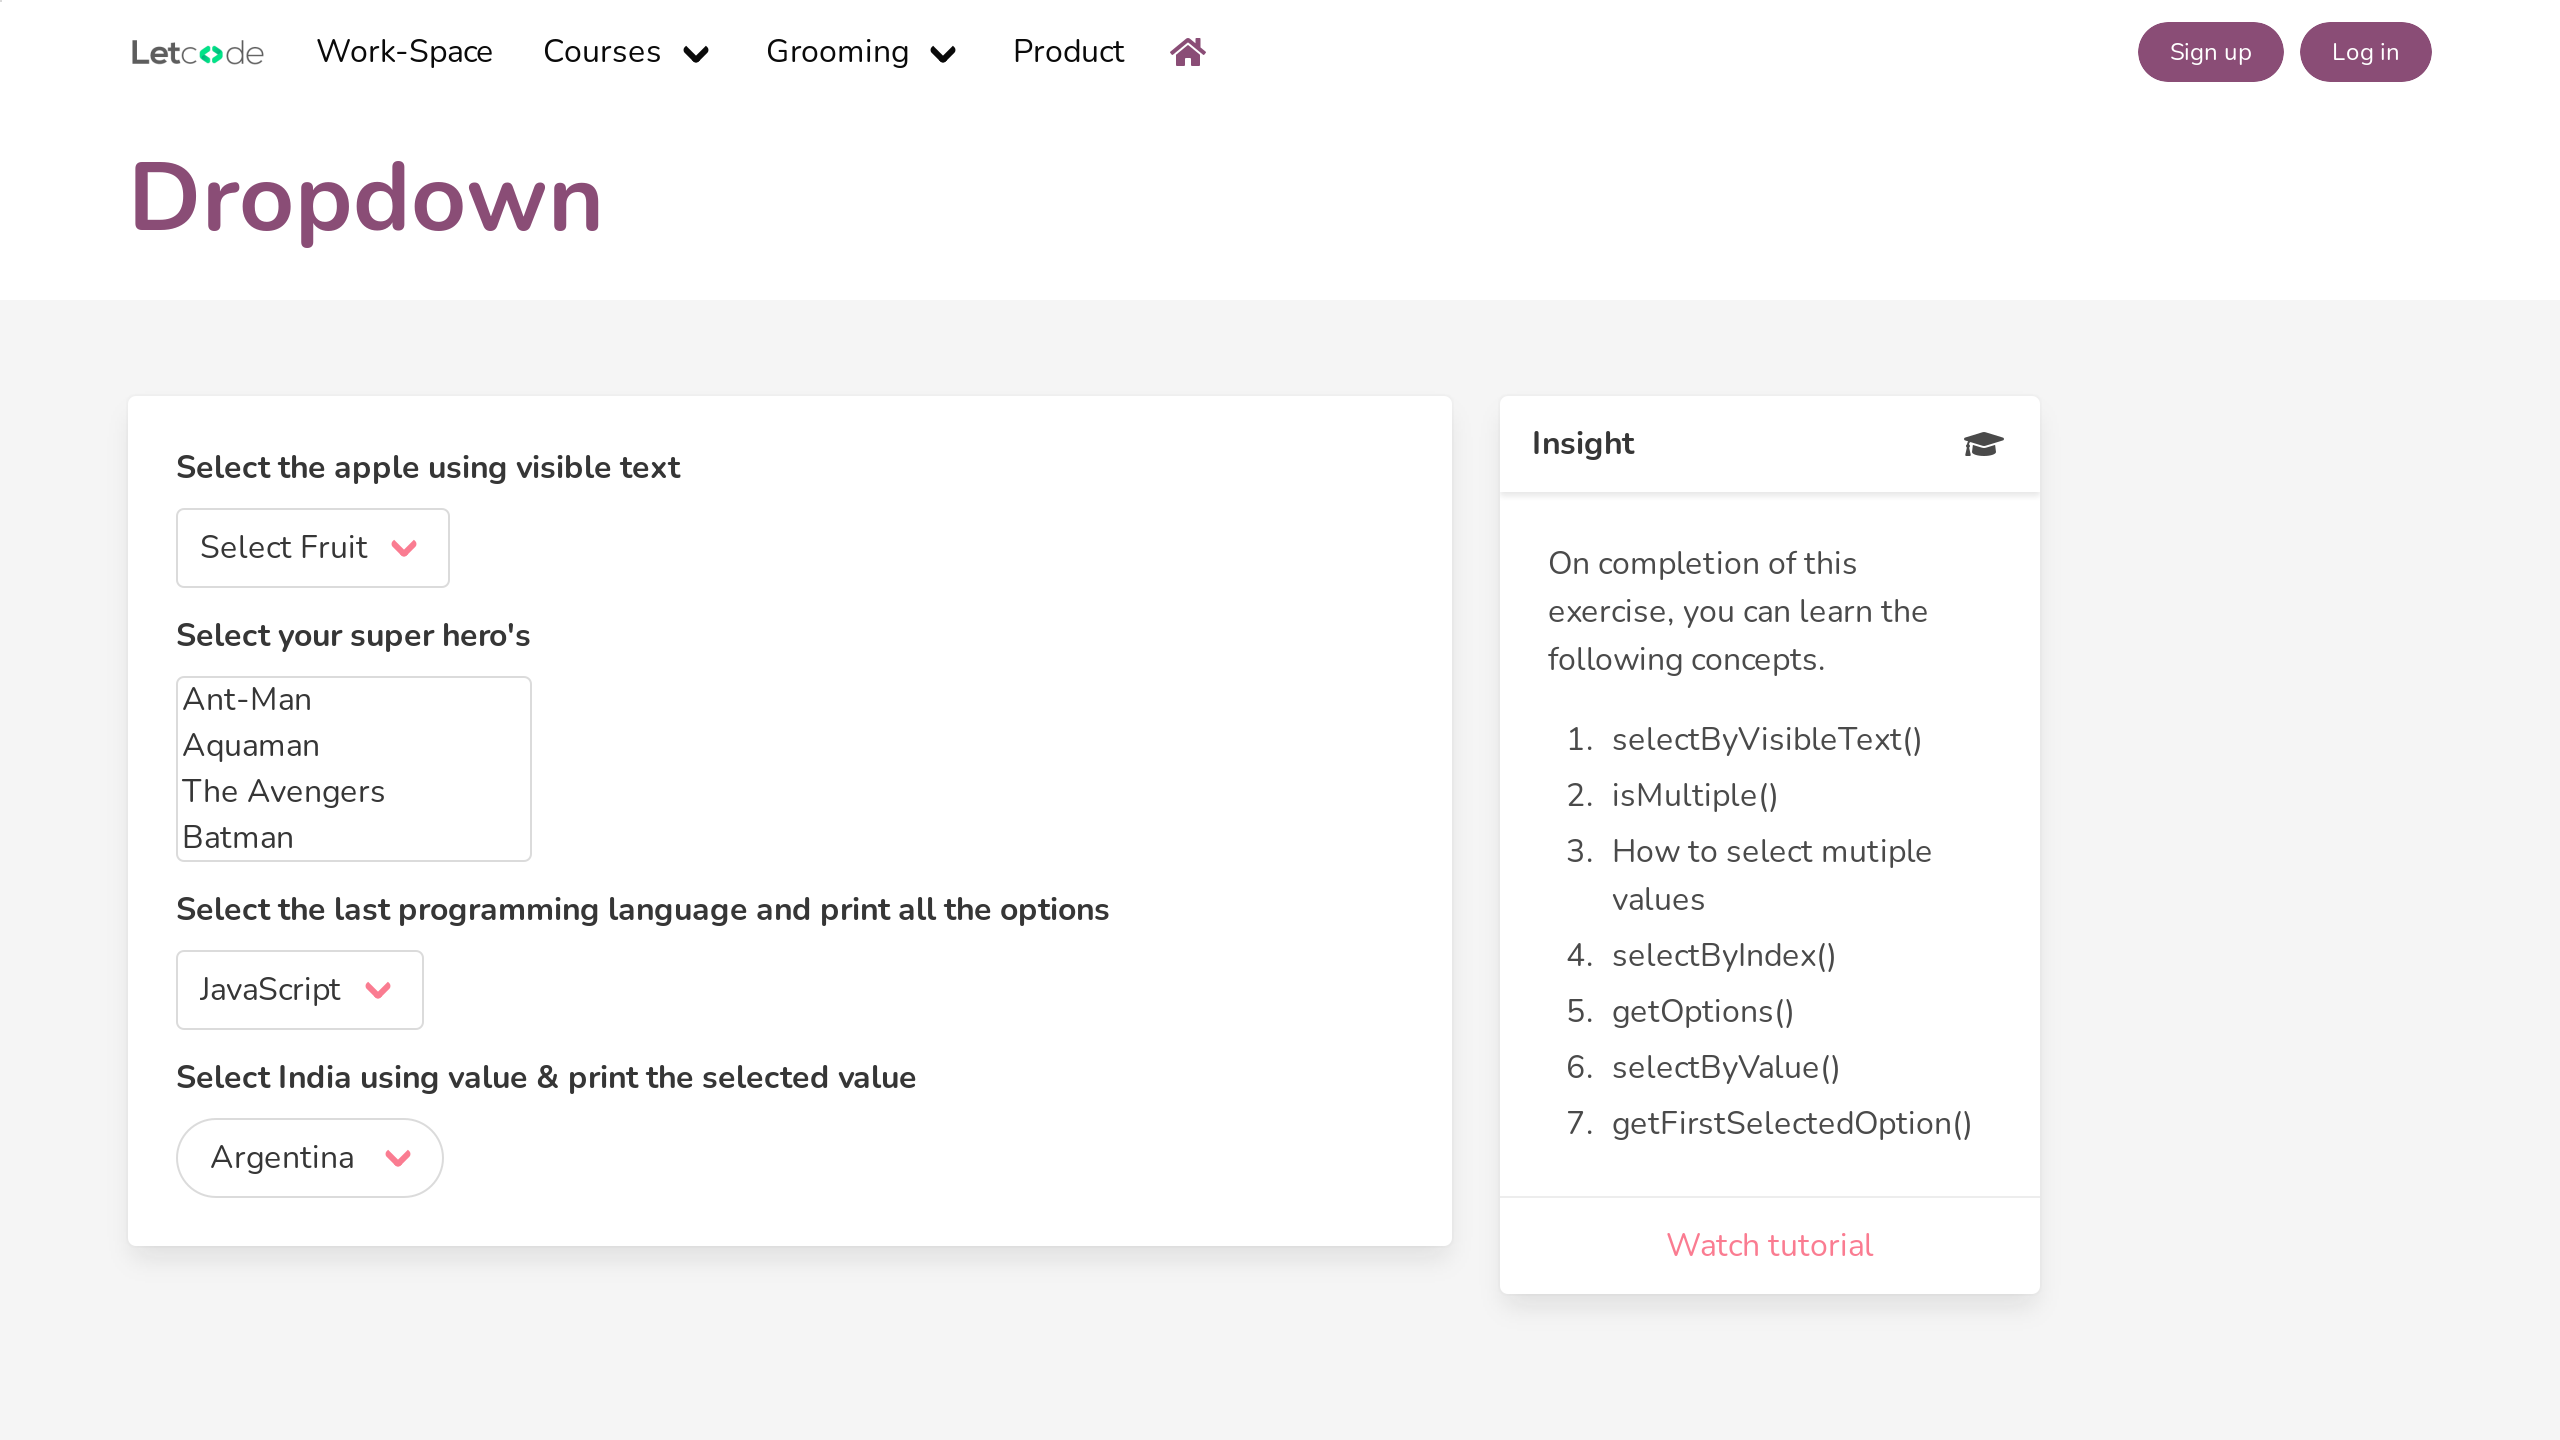 Letcode Work-Space Courses Grooming Product Sign up Log in
Dropdown
Select the apple using visible text
Select Fruit
Select your super hero's
Ant-Man
Aquaman
The Avengers
Batman
Select the last programming language and print all the options
JavaScript
Select India using value & print the selected value
Argentina
Insight
On completion of this
exercise, you can learn the
following concepts.
1. selectByVisibleText()
2. isMultiple()
3. How to select mutiple
values
4. selectByIndex()
5. getOptions()
6. selectByValue()
7. getFirstSelectedOption()
Watch tutorial